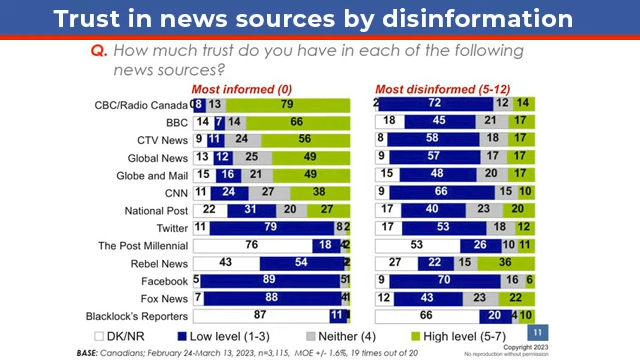 Trust in news sources by disinformation
Q. How much trust do you have in each of the following
news sources?
Most informed (0) Most disinformed (5-12)
CBC/Radio Canada 0 8 13 79 2 72 12 14
BBC 14 7 14 66 18 45 21 17
CTV News 9 11 24 56 8 58 18 17
Global News 13 12 25 49 9 57 17 17
Globe and Mail 15 16 21 49 15 48 20 17
CNN 11 24 27 38 9 66 15 10
National Post 22 31 20 27 17 40 23 20
Twitter 11 79 8 2 17 53 18 12
The Post Millennial 76 18 4 2 53 26 10 11
Rebel News 43 54 2 27 22 15 36
Facebook 5 89 5 1 9 70 16 6
Fox News 7 88 4 1 12 43 23 22
Blacklock's Reporters 87 11 1 66 20 4 10
DK/NR Low level (1-3) Neither (4) High level (5-7)
11
Copyright 2023
No reproduction without permission
BASE: Canadians; February 24-March 13, 2023, n=3,115, MOE +/- 1.6%, 19 times out of 20